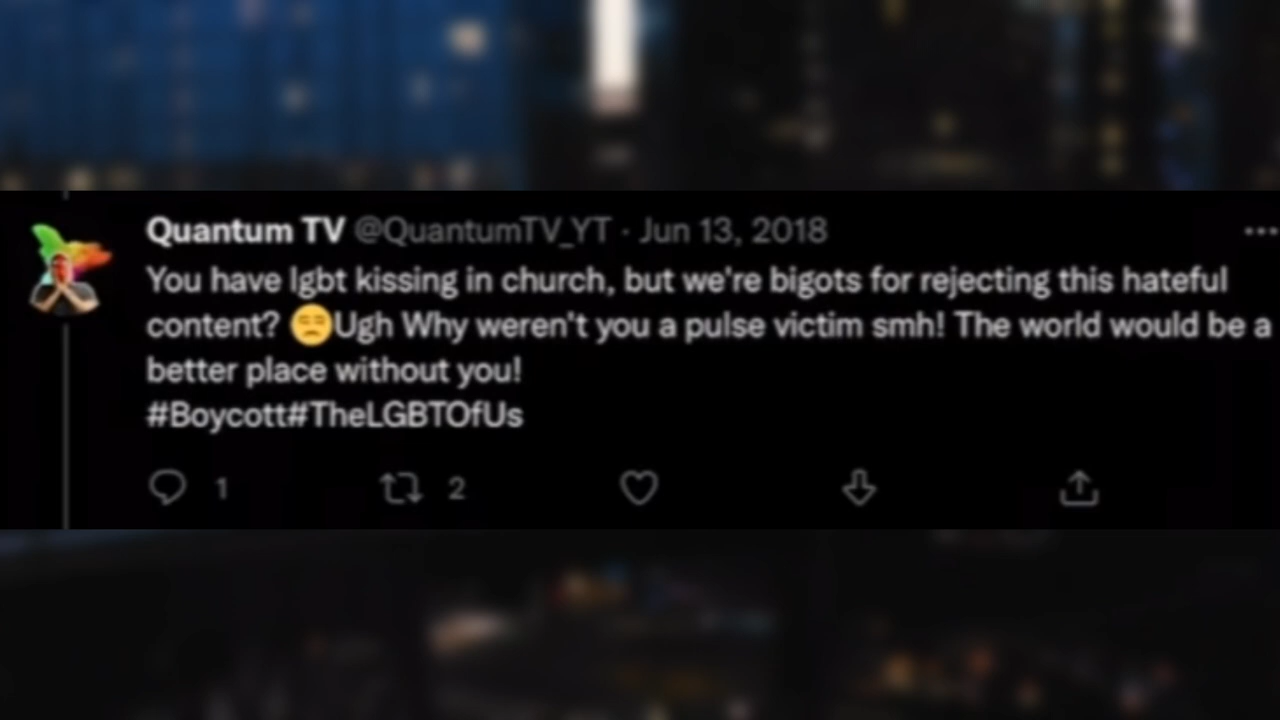 Quantum TV @QuantumTV_YT · Jun 13, 2018
You have lgbt kissing in church, but we're bigots for rejecting this hateful
content? 😒Ugh Why weren't you a pulse victim smh! The world would be a
better place without you!
#Boycott#TheLGBTOfUs
1 2